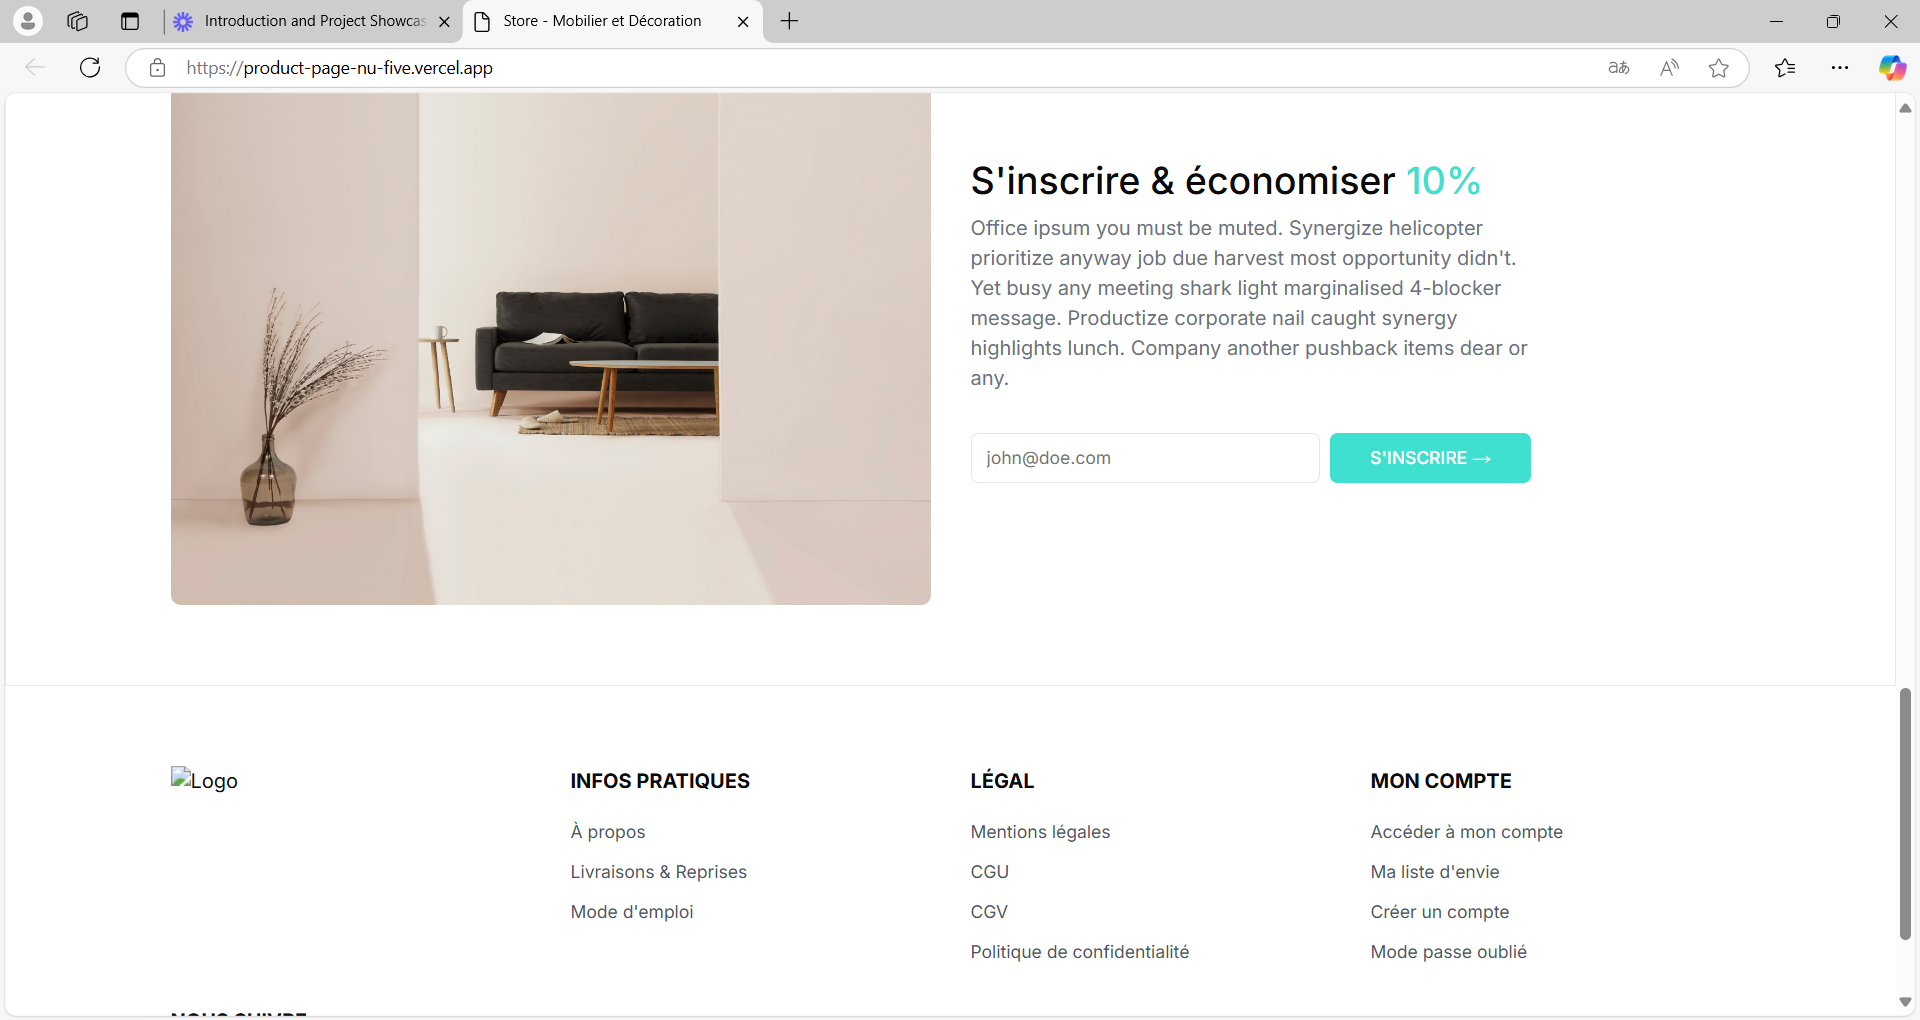 Introduction and Project Showcas
Store - Mobilier et Décoration
https://product-page-nu-five.vercel.app
S'inscrire & économiser 10%
Office ipsum you must be muted. Synergize helicopter
prioritize anyway job due harvest most opportunity didn't.
Yet busy any meeting shark light marginalised 4-blocker
message. Productize corporate nail caught synergy
highlights lunch. Company another pushback items dear or
any.
john@doe.com
S'INSCRIRE →
Logo
INFOS PRATIQUES
À propos
Livraisons & Reprises
Mode d'emploi
LÉGAL
Mentions légales
CGU
CGV
Politique de confidentialité
MON COMPTE
Accéder à mon compte
Ma liste d'envie
Créer un compte
Mode passe oublié
NOUS SUIVRE